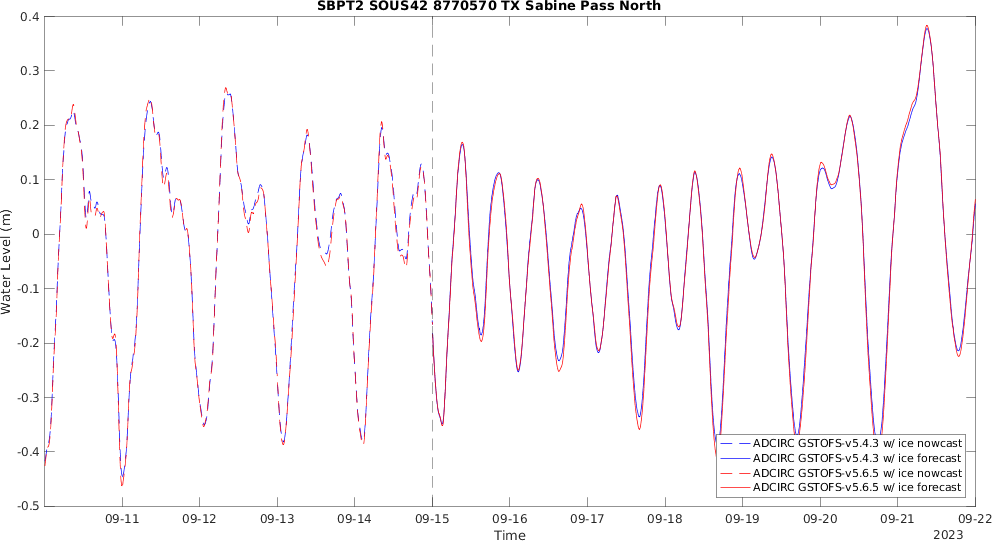 SBPT2 SOUS42 8770570 TX Sabine Pass North
Water Level (m)
0.4
0.3
0.2
0.1
0
-0.1
-0.2
-0.3
-0.4
-0.5
ADCIRC GSTOFS-v5.4.3 w/ ice nowcast
ADCIRC GSTOFS-v5.4.3 w/ ice forecast
ADCIRC GSTOFS-v5.6.5 w/ ice nowcast
ADCIRC GSTOFS-v5.6.5 w/ ice forecast
09-11 09-12 09-13 09-14 09-15 09-16 09-17 09-18 09-19 09-20 09-21 09-22
Time
2023